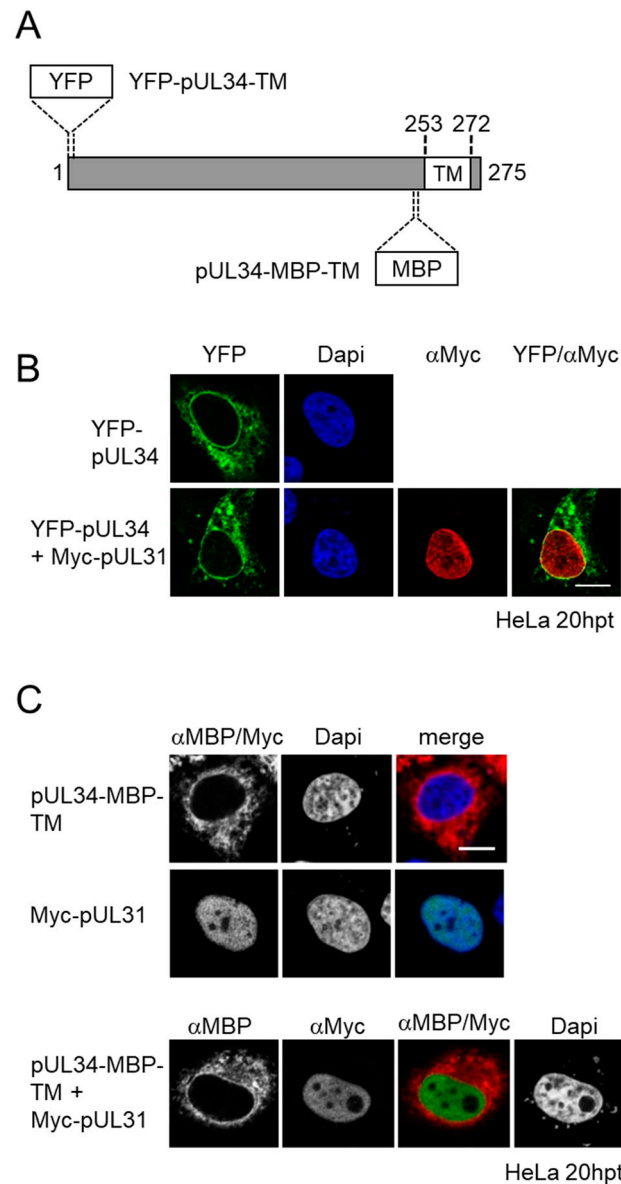 A
YFP YFP-pUL34-TM
253 272
1 TM 275
pUL34-MBP-TM MBP
B
YFP Dapi αMyc YFP/αMyc
YFP-
pUL34
YFP-pUL34
+ Myc-pUL31
HeLa 20hpt
C
αMBP/Myc Dapi merge
pUL34-MBP-
TM
Myc-pUL31
αMBP αMyc αMBP/Myc Dapi
pUL34-MBP-
TM +
Myc-pUL31
HeLa 20hpt